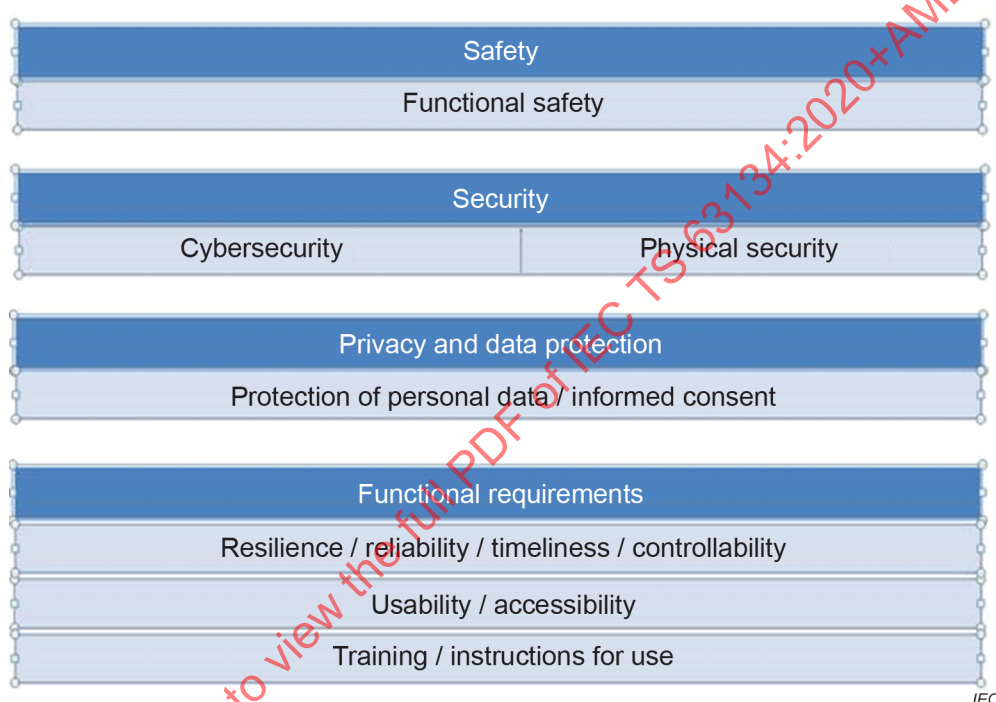 Safety
Functional safety
Security
Cybersecurity
Physical security
Privacy and data protection
Protection of personal data / informed consent
Functional requirements
Resilience / reliability / timeliness / controllability
Usability / accessibility
Training / instructions for use
to view the full PDF of IEC TS 63134:2020+AM
IEC